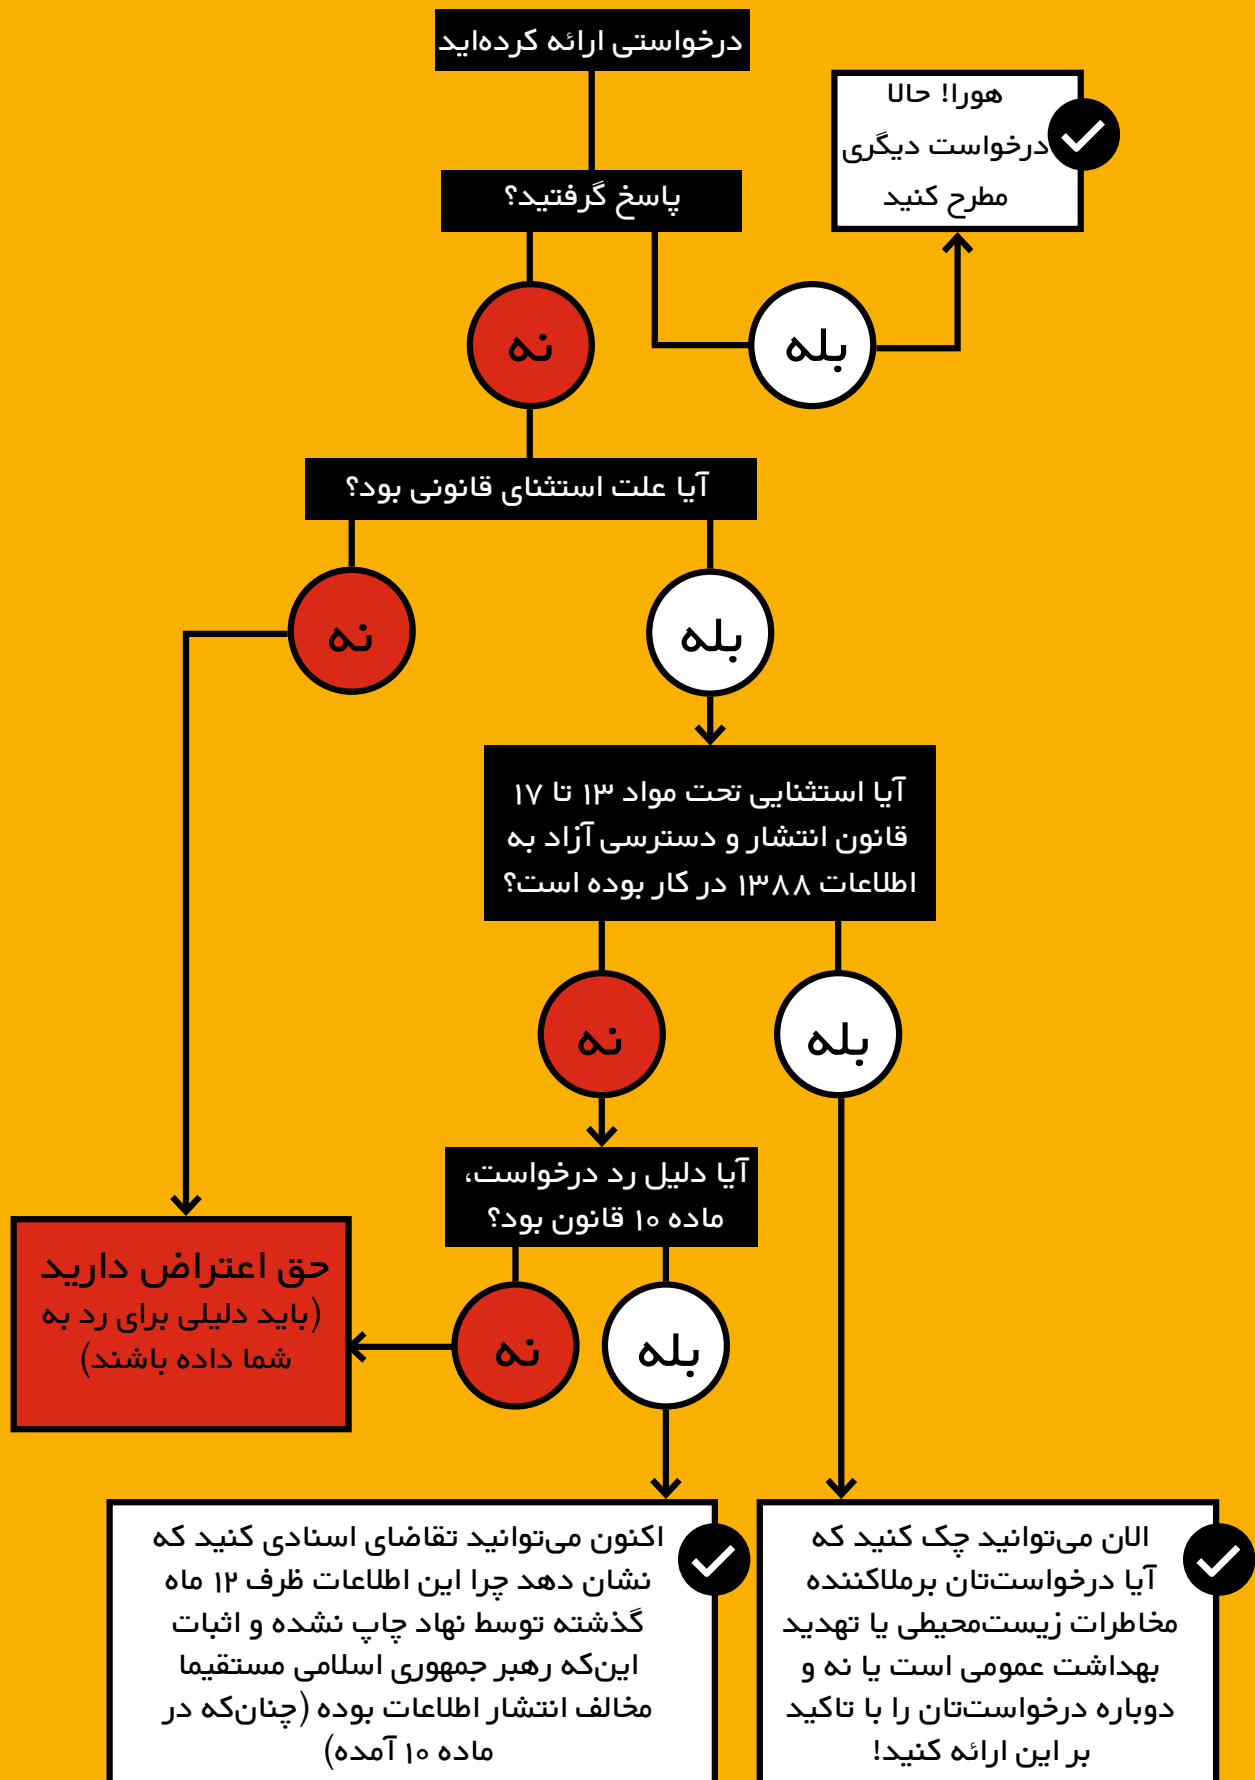 درخواستی ارائه کرده‌اید
هورا! حالا
درخواست دیگری
مطرح کنید
پاسخ گرفتید؟
نه
بله
آیا علت استثنای قانونی بود؟
نه
بله
آیا استثنایی تحت مواد ۱۳ تا ۱۷
قانون انتشار و دسترسی آزاد به
اطلاعات ۱۳۸۸ در کار بوده است؟
نه
بله
آیا دلیل رد درخواست،
ماده ۱۰ قانون بود؟
حق اعتراض دارید
(باید دلیلی برای رد به
شما داده باشند)
نه
بله
الان می‌توانید چک کنید که
آیا درخواست‌تان برملاکننده
مخاطرات زیست‌محیطی یا تهدید
بهداشت عمومی است یا نه و
دوباره درخواست‌تان را با تاکید
بر این ارائه کنید!
اکنون می‌توانید تقاضای اسنادی کنید که
نشان دهد چرا این اطلاعات ظرف ۱۲ ماه
گذشته توسط نهاد چاپ نشده و اثبات
این‌که رهبر جمهوری اسلامی مستقیما
مخالف انتشار اطلاعات بوده (چنان‌که در
ماده ۱۰ آمده)